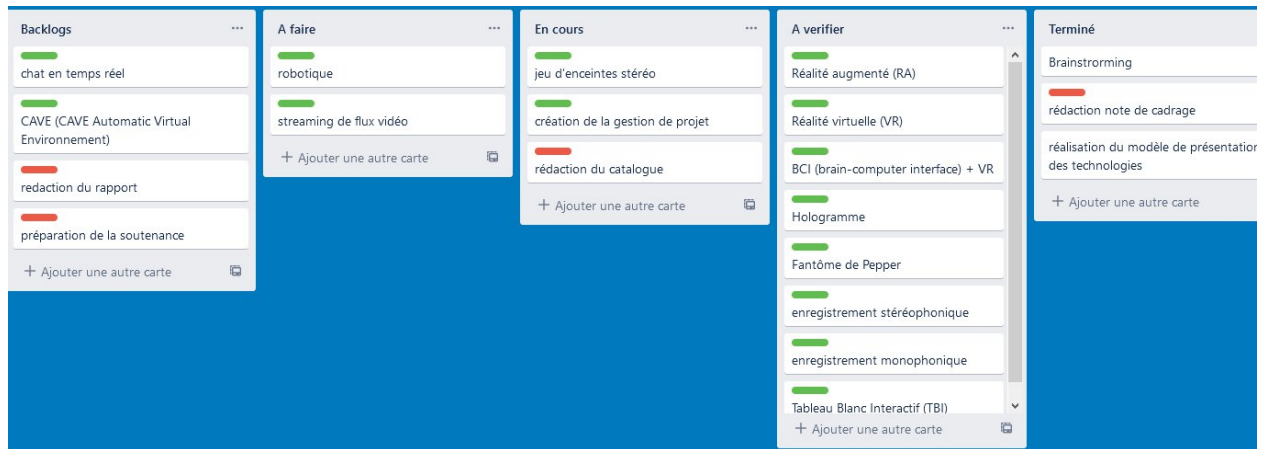 Backlogs
chat en temps réel
CAVE (CAVE Automatic Virtual
Environnement)
redaction du rapport
préparation de la soutenance
+ Ajouter une autre carte
A faire
robotique
streaming de flux vidéo
+ Ajouter une autre carte
En cours
jeu d'enceintes stéréo
création de la gestion de projet
rédaction du catalogue
+ Ajouter une autre carte
A verifier
Réalité augmenté (RA)
Réalité virtuelle (VR)
BCI (brain-computer interface) + VR
Hologramme
Fantôme de Pepper
enregistrement stéréophonique
enregistrement monophonique
Tableau Blanc Interactif (TBI)
+ Ajouter une autre carte
Terminé
Brainstrorming
rédaction note de cadrage
réalisation du modèle de présentation
des technologies
+ Ajouter une autre carte